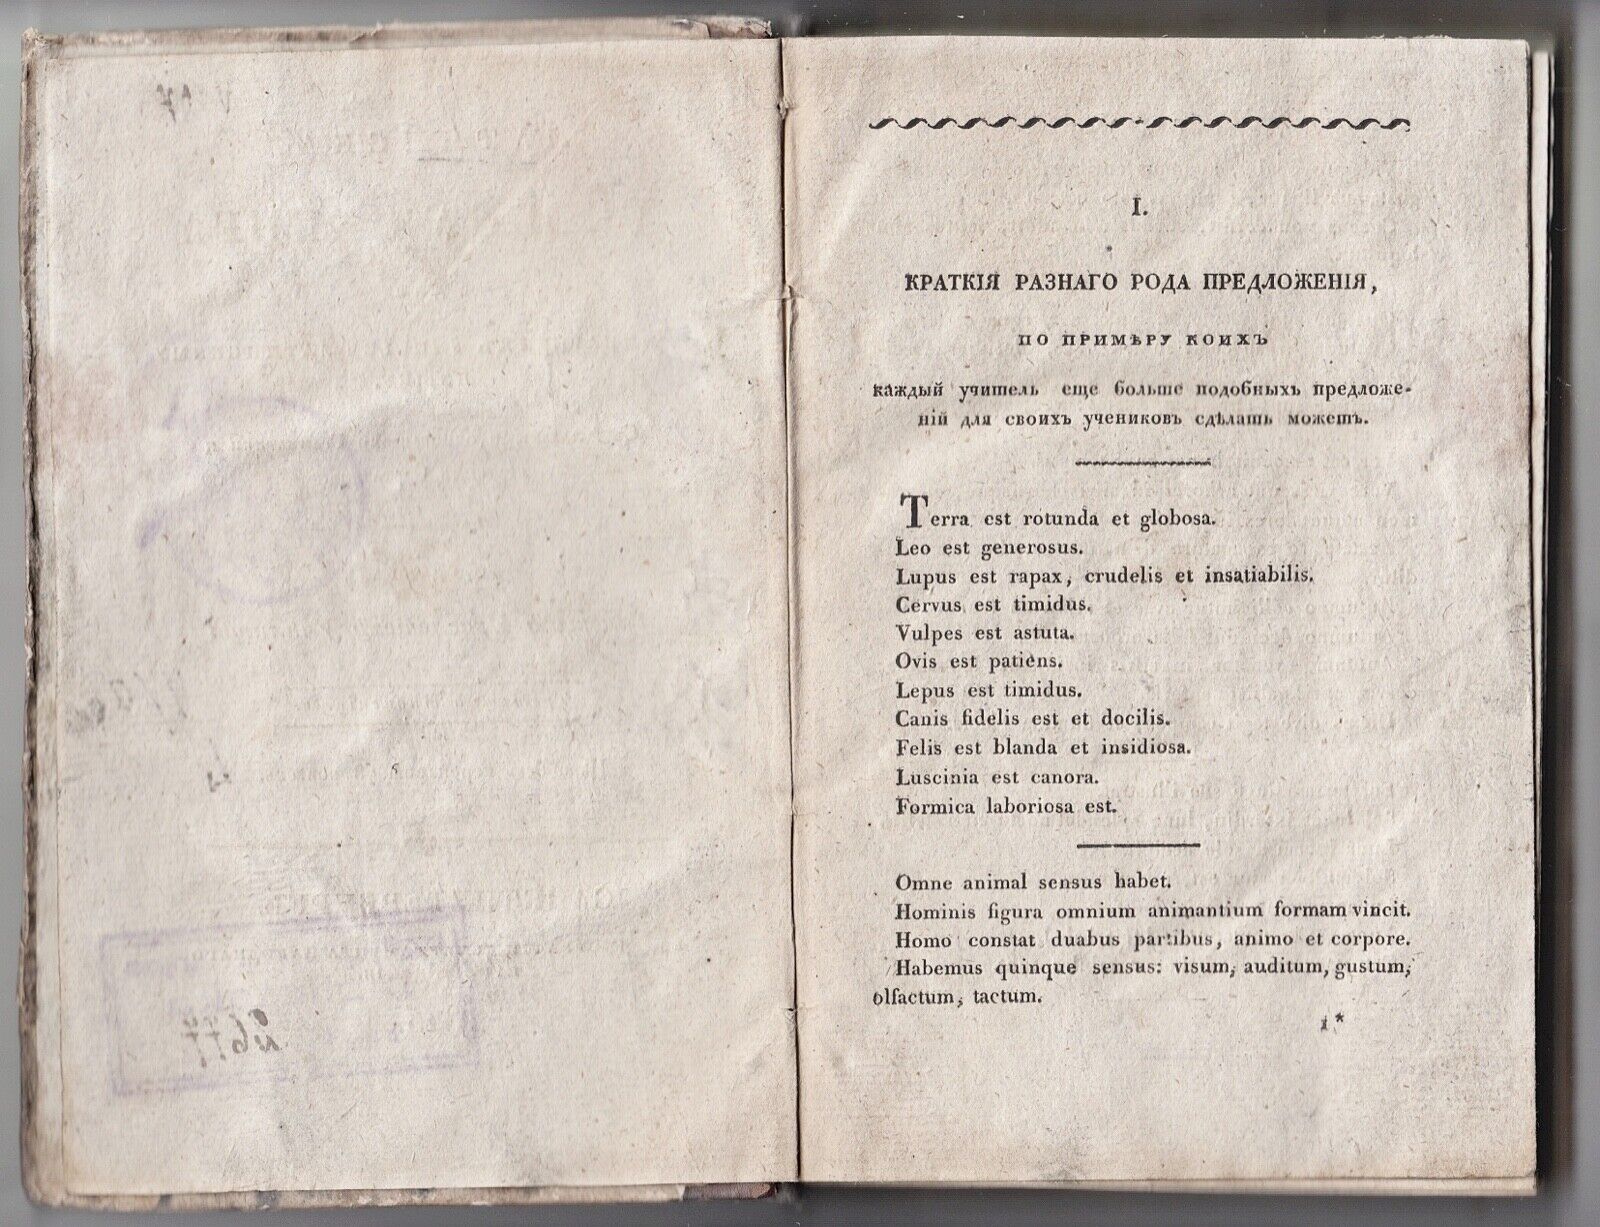 I.
КРАТКІЯ РАЗНАГО РОДА ПРЕДЛОЖЕНІЯ,
ПО ПРИМѢРУ КОИХЪ
каждый учитель еще больше подобныхъ предложе-
ній для своихъ учениковъ сдѣлать можетъ.
Terra est rotunda et globosa.
Leo est generosus.
Lupus est rapax, crudelis et insatiabilis.
Cervus est timidus.
Vulpes est astuta.
Ovis est patiens.
Lepus est timidus.
Canis fidelis est et docilis.
Felis est blanda et insidiosa.
Luscinia est canora.
Formica laboriosa est.
Omne animal sensus habet.
Hominis figura omnium animantium formam vincit.
Homo constat duabus partibus, animo et corpore.
Habemus quinque sensus: visum, auditum, gustum,
olfactum, tactum.
1*